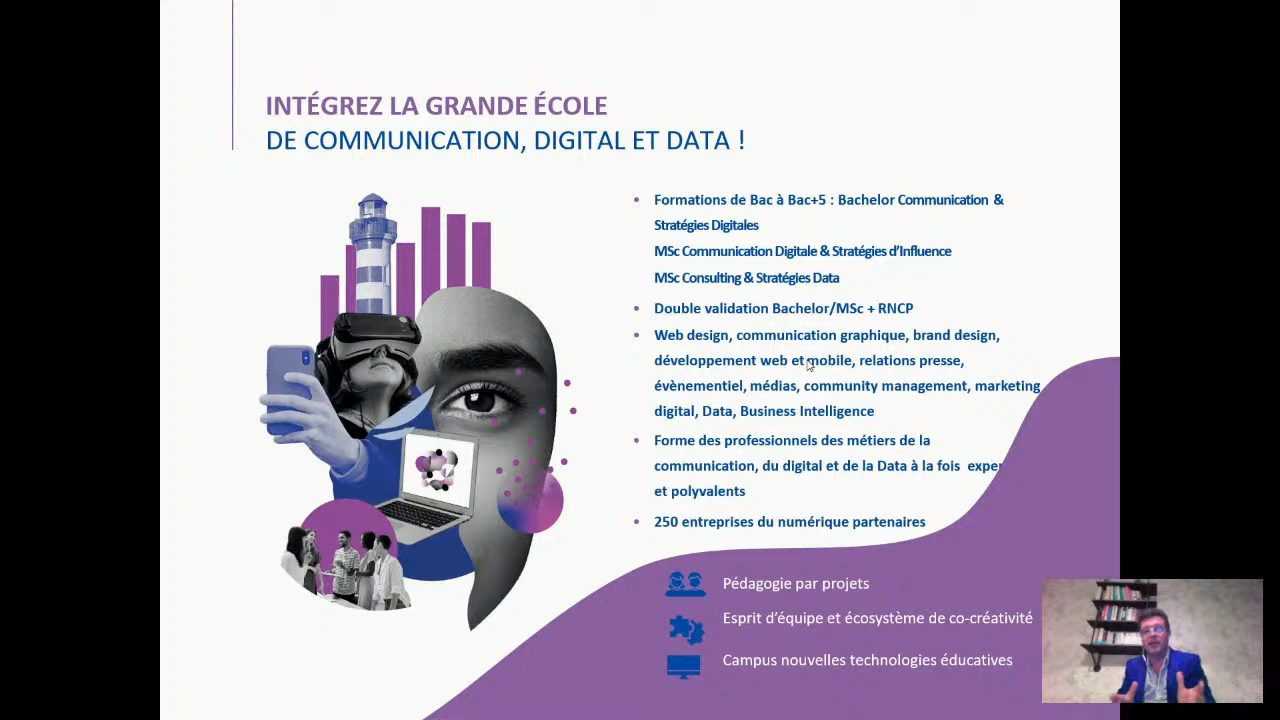 INTÉGREZ LA GRANDE ÉCOLE
DE COMMUNICATION, DIGITAL ET DATA !
Formations de Bac à Bac+5 : Bachelor Communication &
Stratégies Digitales
MSc Communication Digitale & Stratégies d'Influence
MSc Consulting & Stratégies Data
Double validation Bachelor/MSc + RNCP
Web design, communication graphique, brand design,
développement web et mobile, relations presse,
évènementiel, médias, community management, marketing
digital, Data, Business Intelligence
Forme des professionnels des métiers de la
communication, du digital et de la Data à la fois
et polyvalents
250 entreprises du numérique partenaires
Pédagogie par projets
Esprit d'équipe et écosystème de co-créativité
Campus nouvelles technologies éducatives